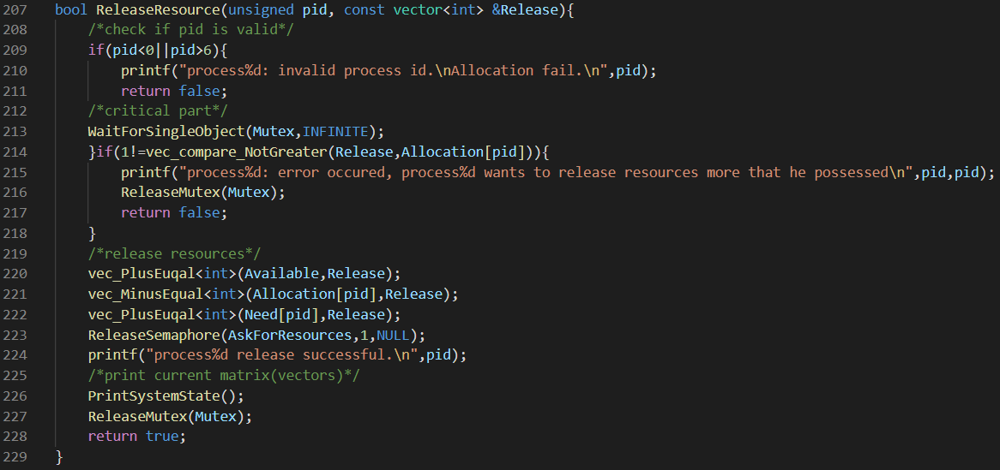 207 bool ReleaseResource(unsigned pid, const vector<int> &Release){
208 /*check if pid is valid*/
209 if(pid<0||pid>6){
210 printf("process%d: invalid process id.\nAllocation fail.\n",pid);
211 return false;
212 /*critical part*/
213 WaitForSingleObject(Mutex,INFINITE);
214 }if(1!=vec_compare_NotGreater(Release,Allocation[pid])){
215 printf("process%d: error occured, process%d wants to release resources more that he possessed\n",pid,pid);
216 ReleaseMutex(Mutex);
217 return false;
218 }
219 /*release resources*/
220 vec_PlusEuqal<int>(Available,Release);
221 vec_MinusEqual<int>(Allocation[pid],Release);
222 vec_PlusEuqal<int>(Need[pid],Release);
223 ReleaseSemaphore(AskForResources,1,NULL);
224 printf("process%d release successful.\n",pid);
225 /*print current matrix(vectors)*/
226 PrintSystemState();
227 ReleaseMutex(Mutex);
228 return true;
229 }